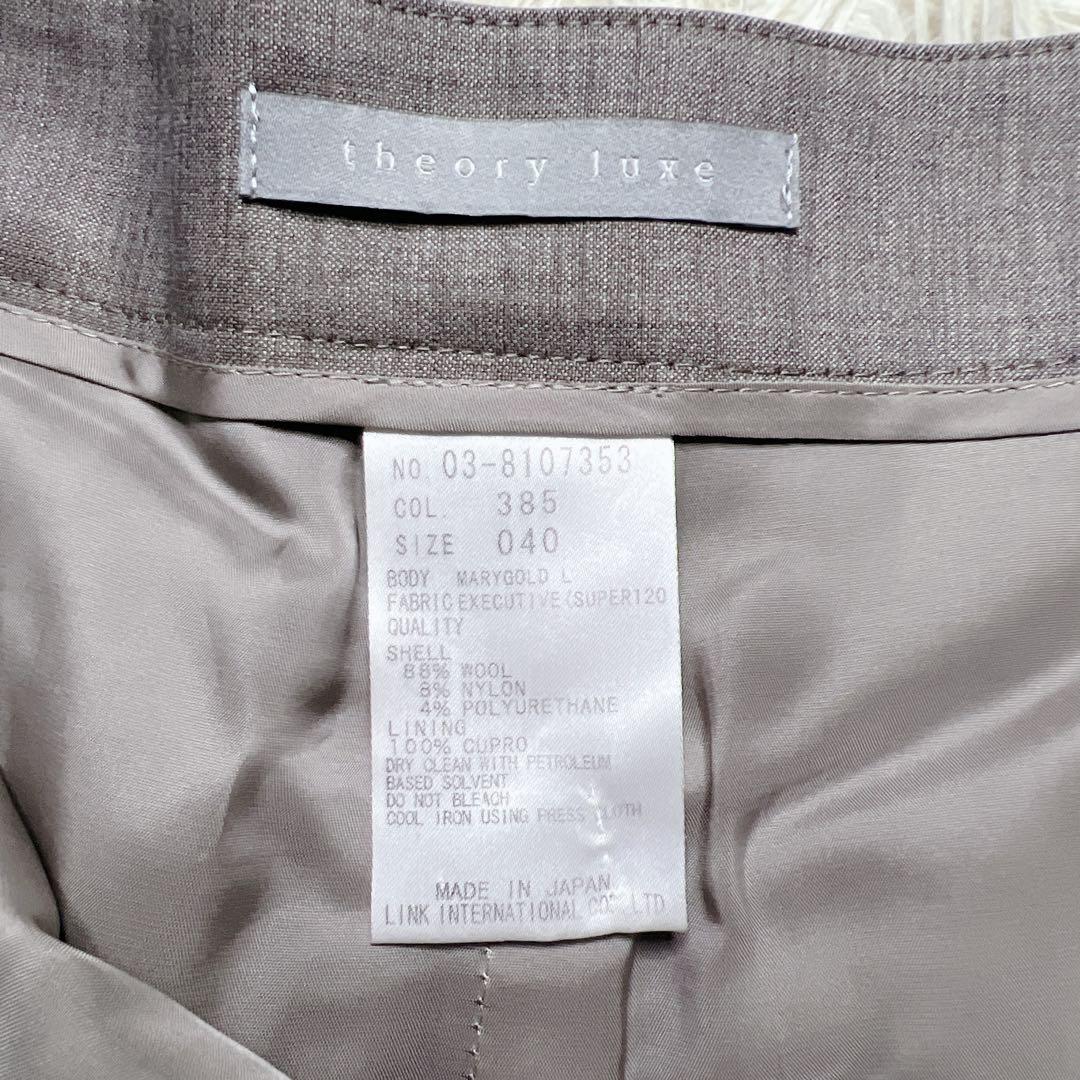 theory luxe
NO. 03-8107353
COL. 385
SIZE 040
BODY MARYGOLD L
FABRIC EXECUTIVE(SUPER120
QUALITY
SHELL
88% WOOL
8% NYLON
4% POLYURETHANE
LINING
100% CUPRO
DRY CLEAN WITH PETROLEUM
BASED SOLVENT
DO NOT BLEACH
COOL IRON USING PRESS CLOTH
MADE IN JAPAN
LINK INTERNATIONAL CO.,LTD